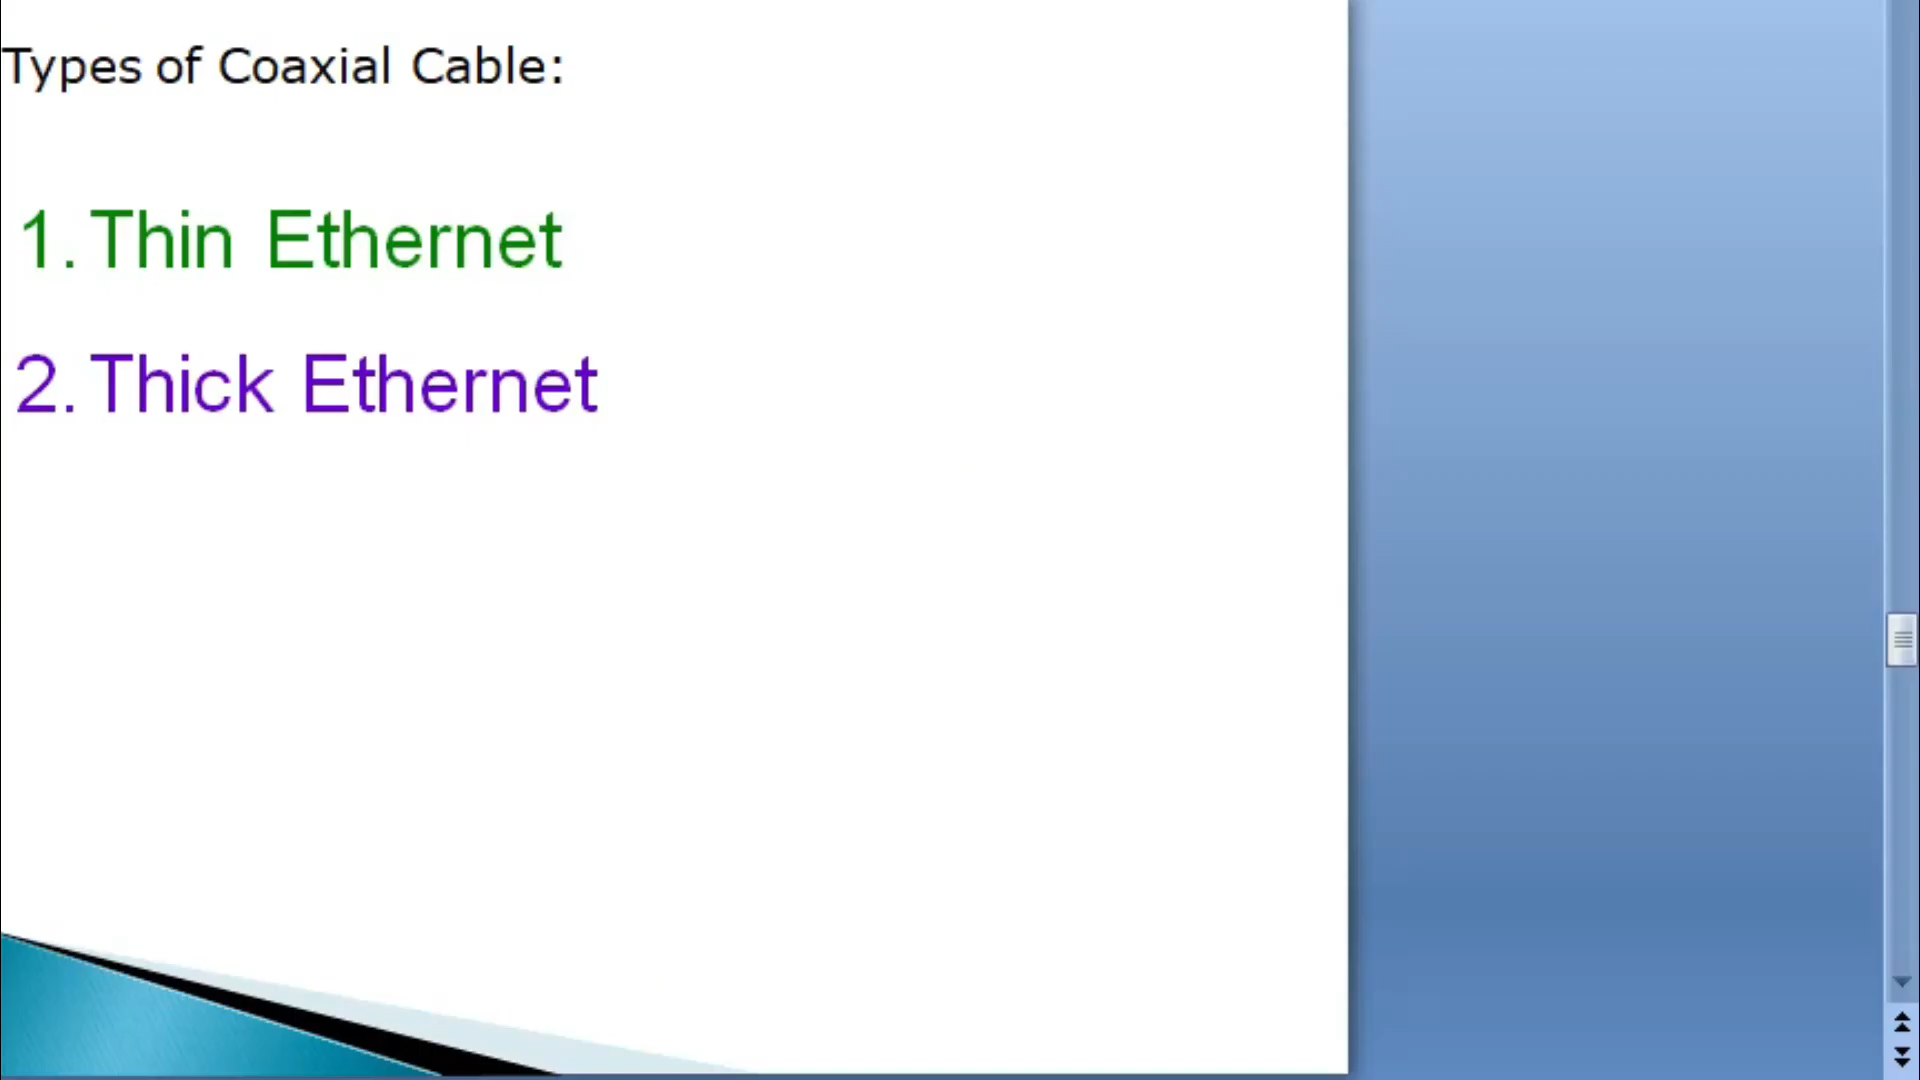 Types of Coaxial Cable:
1. Thin Ethernet
2. Thick Ethernet